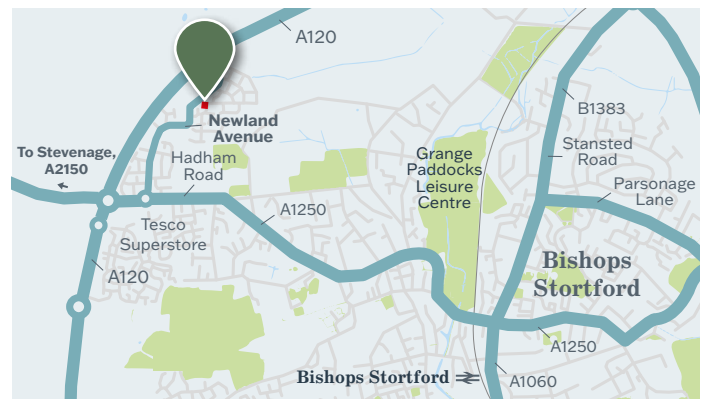 A120
B1383
Newland
Avenue
To Stevenage,
A2150
Hadham
Road
Grange
Paddocks
Leisure
Centre
Stansted
Road
Parsonage
Lane
A1250
Tesco
Superstore
A120
Bishops
Stortford
A1250
Bishops Stortford
A1060